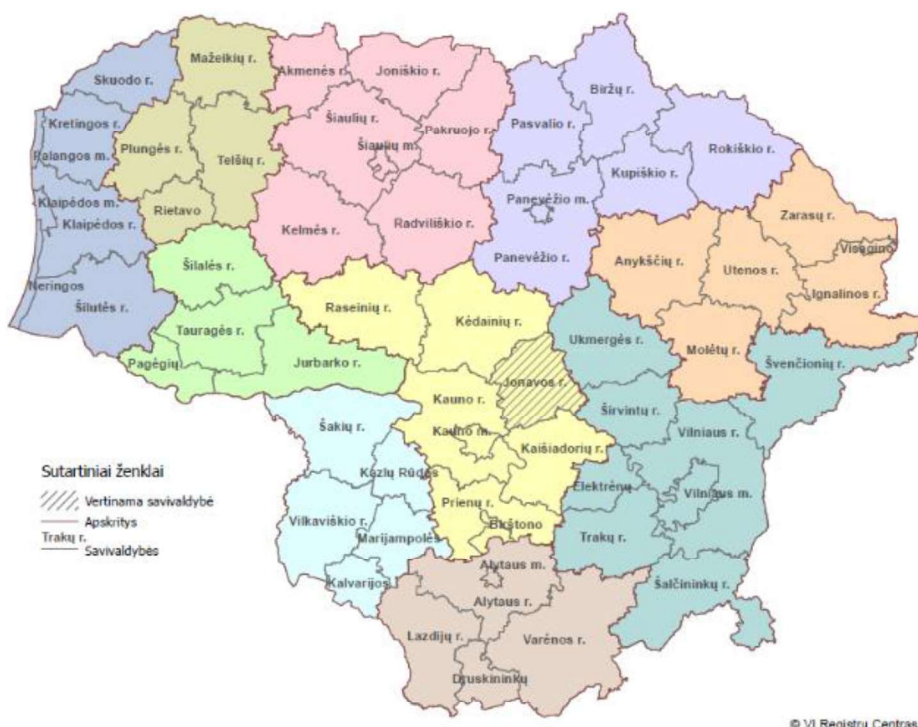 Skuodo r.
Mažeikių r.
Akmenės r.
Joniškio r.
Biržų r.
Kretingos r.
Plungės r.
Telšių r.
Šiaulių r.
Šiaulių m.
Pakruojo r.
Pasvalio r.
Rokiškio r.
Palangos m.
Kupiškio r.
Klaipėdos m.
Klaipėdos r.
Rietavo
Kelmės r.
Radviliškio r.
Panevėžio m.
Panevėžio r.
Zarasų r.
Visagino
Anykščių r.
Utenos r.
Ignalinos r.
Neringos
Šilutės r.
Šilalės r.
Raseinių r.
Kėdainių r.
Tauragės r.
Pagėgių
Jurbarko r.
Ukmergės r.
Molėtų r.
Švenčionių r.
Jonavos r.
Kauno r.
Kauno m.
Širvintų r.
Vilniaus r.
Šakių r.
Kaišiadorių r.
Kazlų Rūdos
Elektrėnų
Vilniaus m.
Prienų r.
Birštono
Vilkaviškio r.
Marijampolės
Trakų r.
Kalvarijos
Alytaus m.
Alytaus r.
Šalčininkų r.
Lazdijų r.
Varėnos r.
Druskininkų
Sutartiniai ženklai
Vertinama savivaldybė
Apskritys
Trakų r.
Savivaldybės
© VĮ Registrų Centras